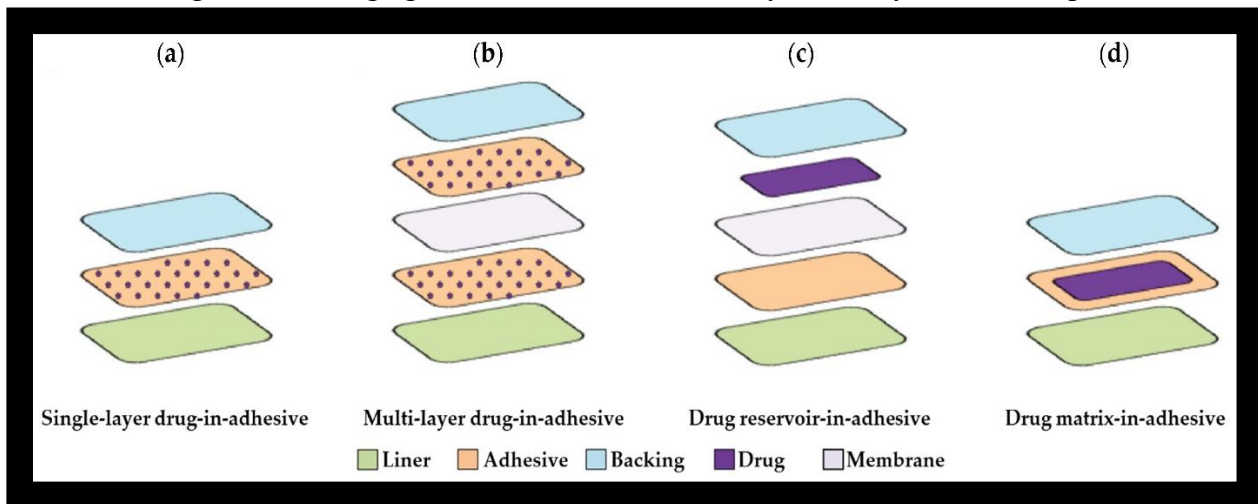 (a) (b) (c) (d)
Single-layer drug-in-adhesive Multi-layer drug-in-adhesive Drug reservoir-in-adhesive Drug matrix-in-adhesive
Liner Adhesive Backing Drug Membrane